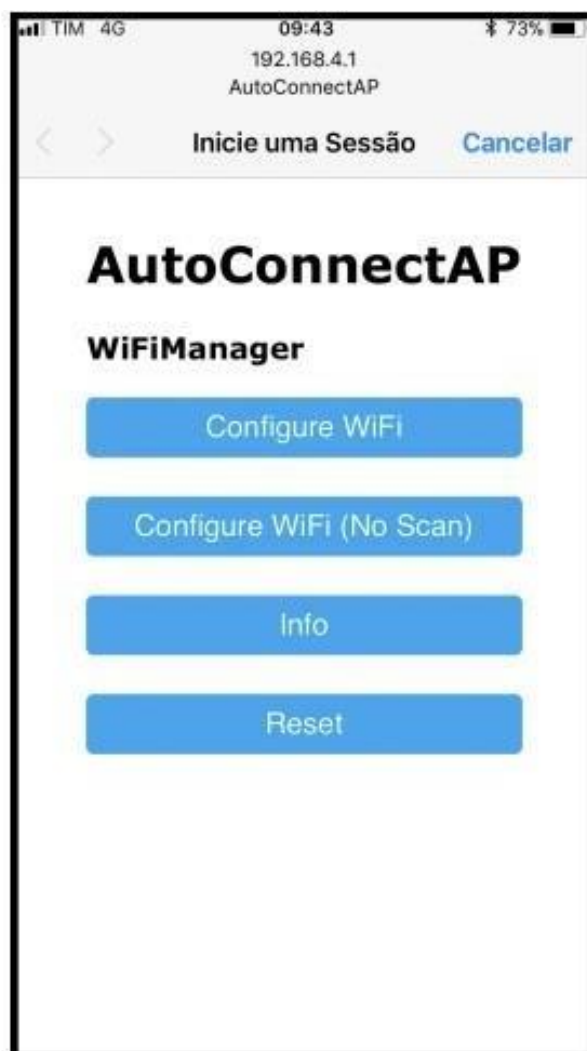 TIM 4G 09:43 73%
192.168.4.1
AutoConnectAP
Inicie uma Sessão Cancelar
AutoConnectAP
WiFiManager
Configure WiFi
Configure WiFi (No Scan)
Info
Reset